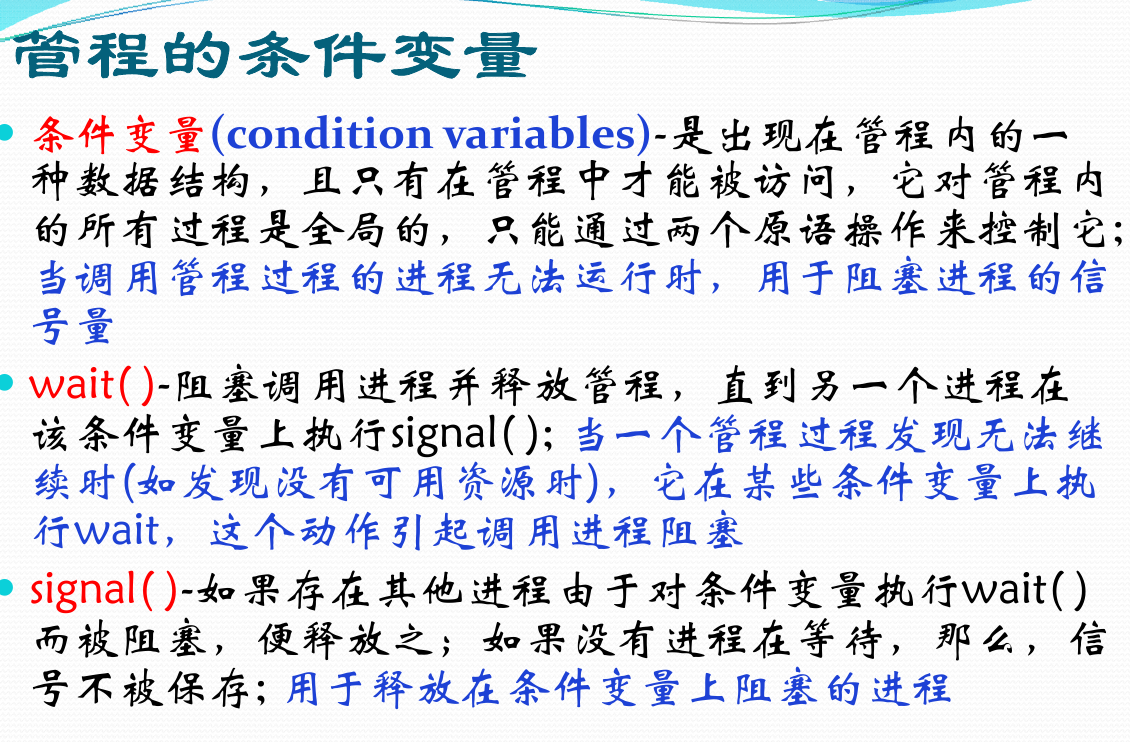 管程的条件变量
条件变量(condition variables)-是出现在管程内的一
种数据结构，且只有在管程中才能被访问，它对管程内
的所有过程是全局的，只能通过两个原语操作来控制它;
当调用管程过程的进程无法运行时，用于阻塞进程的信
号量
wait( )-阻塞调用进程并释放管程，直到另一个进程在
该条件变量上执行signal( ); 当一个管程过程发现无法继
续时(如发现没有可用资源时)，它在某些条件变量上执
行wait，这个动作引起调用进程阻塞
signal( )-如果存在其他进程由于对条件变量执行wait( )
而被阻塞，便释放之；如果没有进程在等待，那么，信
号不被保存; 用于释放在条件变量上阻塞的进程